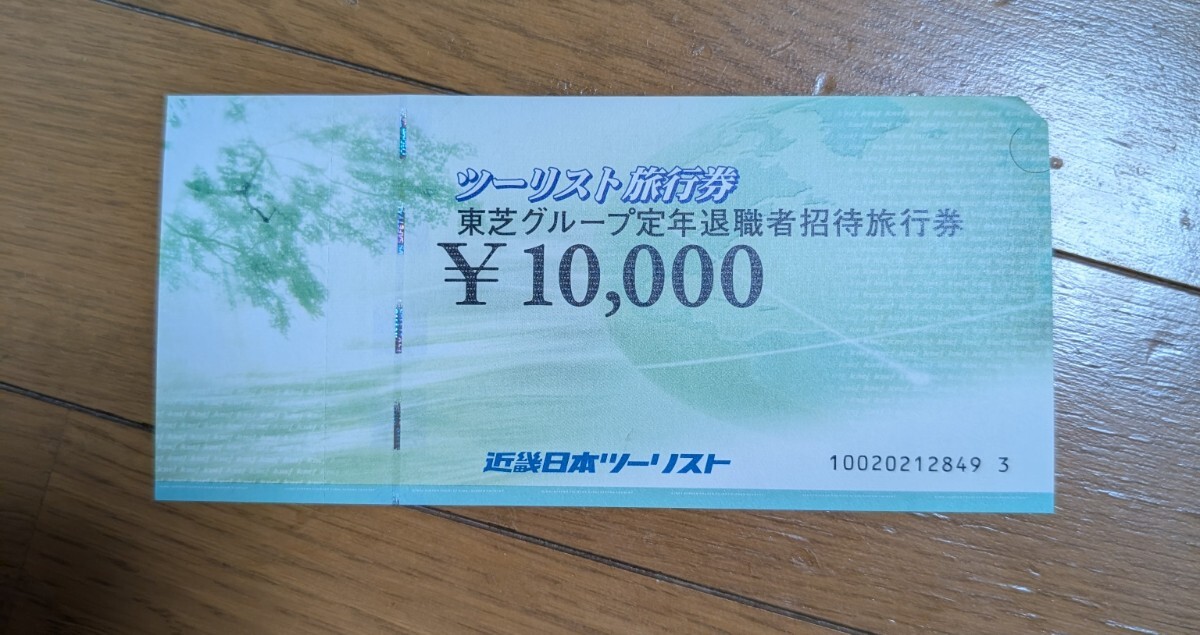 ツーリスト旅行券
東芝グループ定年退職者招待旅行券
¥10,000
近畿日本ツーリスト
10020212849 3